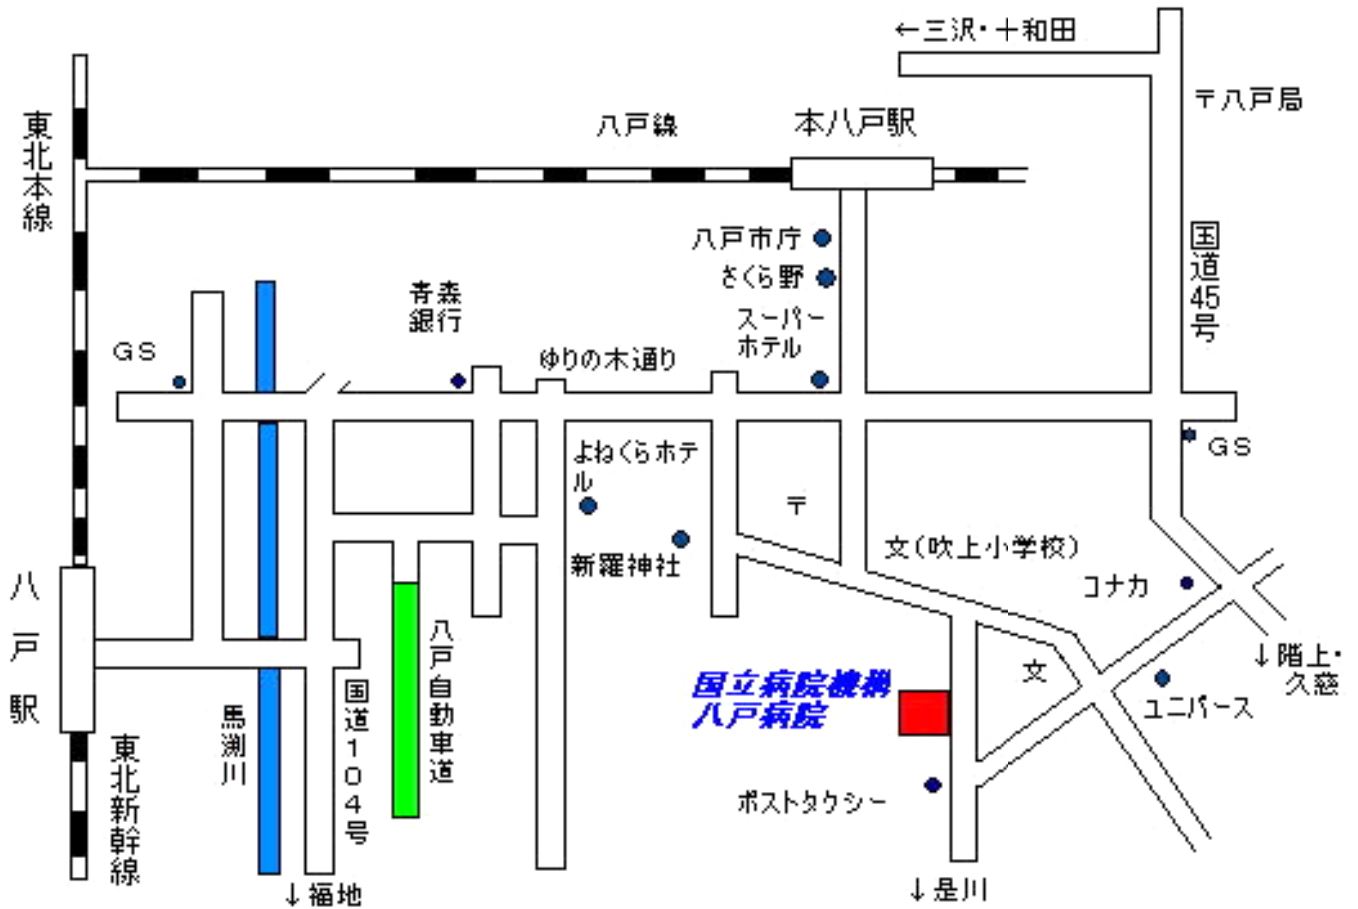 ←三沢・十和田
〒八戸局
東北本線
八戸線
本八戸駅
八戸市庁
さくら野
国道45号
青森
銀行
スーパー
ホテル
GS
ゆりの木通り
よねくらホテ
ル
GS
〒
新羅神社
文(吹上小学校)
コナカ
八戸駅
八戸自動車道
文
↓階上・
久慈
国立病院機構
八戸病院
ユニバース
国道104号
馬渕川
東北新幹線
ポストタクシー
↓福地
↓是川